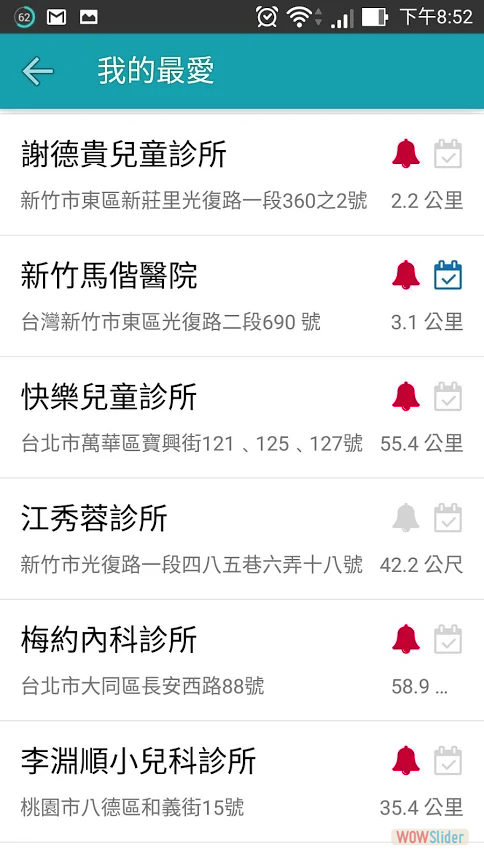 62 下午8:52
我的最愛
謝德貴兒童診所
新竹市東區新莊里光復路一段360之2號 2.2 公里
新竹馬偕醫院
台灣新竹市東區光復路二段690 號 3.1 公里
快樂兒童診所
台北市萬華區寶興街121﹑125﹑127號 55.4 公里
江秀蓉診所
新竹市光復路一段四八五巷六弄十八號 42.2 公尺
梅約內科診所
台北市大同區長安西路88號 58.9 ...
李淵順小兒科診所
桃園市八德區和義街15號 35.4 公里
WOWSlider